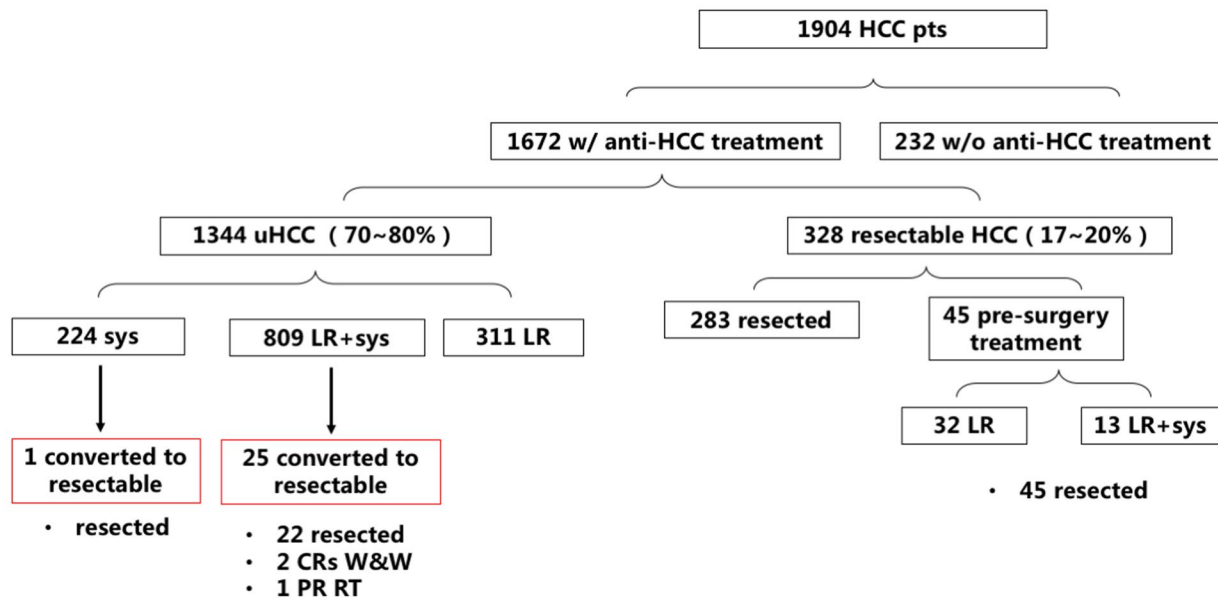 1904 HCC pts
1672 w/ anti-HCC treatment
232 w/o anti-HCC treatment
1344 uHCC ( 70~80% )
328 resectable HCC ( 17~20% )
224 sys
809 LR+sys
311 LR
283 resected
45 pre-surgery
treatment
32 LR
13 LR+sys
1 converted to
resectable
25 converted to
resectable
• resected
• 22 resected
• 2 CRs W&W
• 1 PR RT
• 45 resected